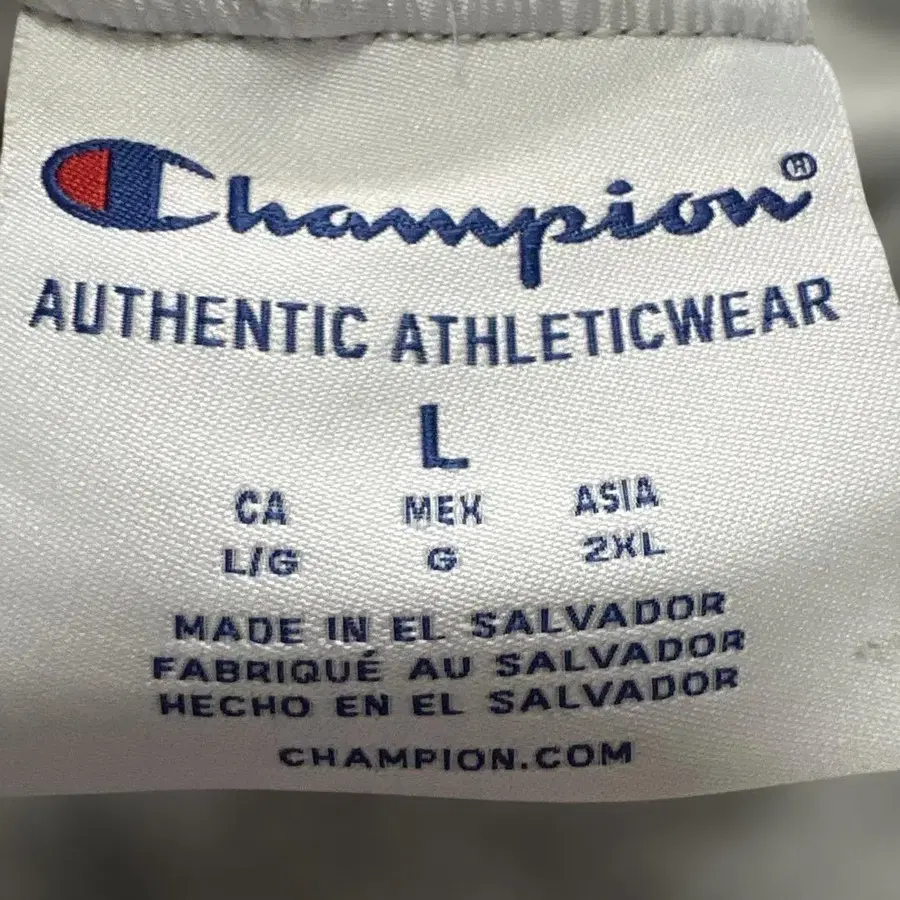 Champion®
AUTHENTIC ATHLETICWEAR
L
CA MEX ASIA
L/G G 2XL
MADE IN EL SALVADOR
FABRIQUÉ AU SALVADOR
HECHO EN EL SALVADOR
CHAMPION.COM